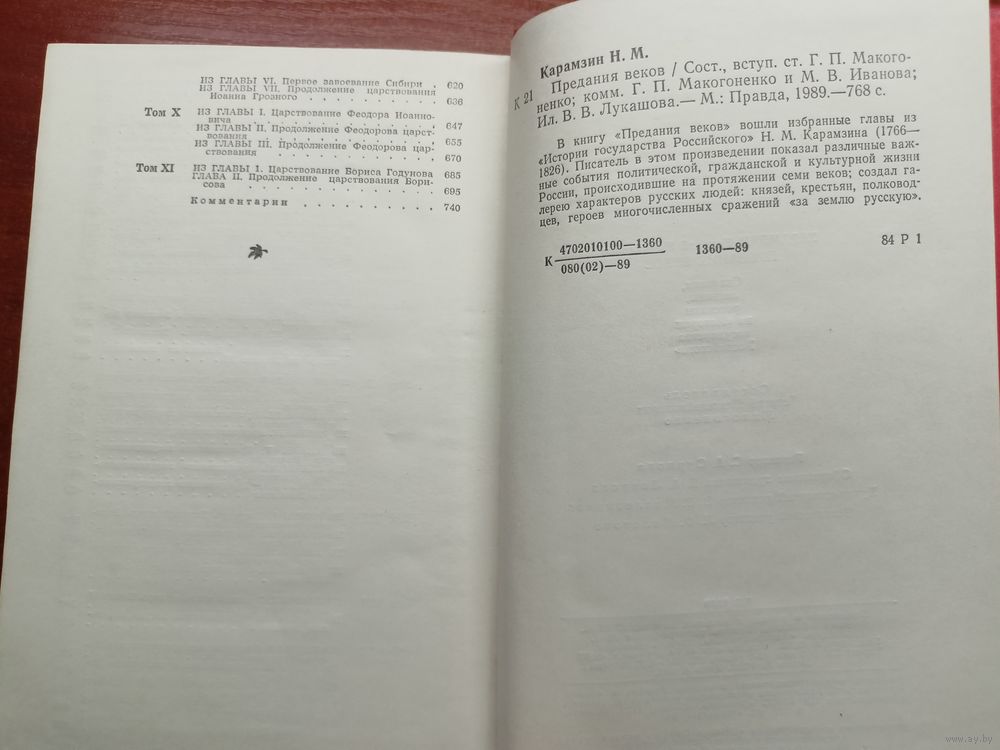 ИЗ ГЛАВЫ VI. Первое завоевание Сибири . 620
ИЗ ГЛАВЫ VII. Продолжение царствования
Иоанна Грозного . . . . . . . . . 636
Том X ИЗ ГЛАВЫ I. Царствование Феодора Иоанно-
вича . . . . . . . . . . . . . 647
ИЗ ГЛАВЫ II. Продолжение Феодорова царст-
вования . . . . . . . . . . . . 655
ИЗ ГЛАВЫ III. Продолжение Феодорова цар-
ствования . . . . . . . . . . . 670
Том XI ИЗ ГЛАВЫ I. Царствование Бориса Годунова 685
ГЛАВА II. Продолжение царствования Бори-
сова . . . . . . . . . . . . . 695
Комментарии . . . . . . . . . . 740
Карамзин Н. М.
К 21 Предания веков / Сост., вступ. ст. Г. П. Макого-
ненко; комм. Г. П. Макогоненко и М. В. Иванова;
Ил. В. В. Лукашова.— М.: Правда, 1989.—768 с.
В книгу «Предания веков» вошли избранные главы из
«Истории государства Российского» Н. М. Карамзина (1766—
1826). Писатель в этом произведении показал различные важ-
ные события политической, гражданской и культурной жизни
России, происходившие на протяжении семи веков; создал га-
лерею характеров русских людей: князей, крестьян, полковод-
цев, героев многочисленных сражений «за землю русскую».
К 4702010100—1360 1360—89 84 Р 1
080(02)—89
www.ay.by